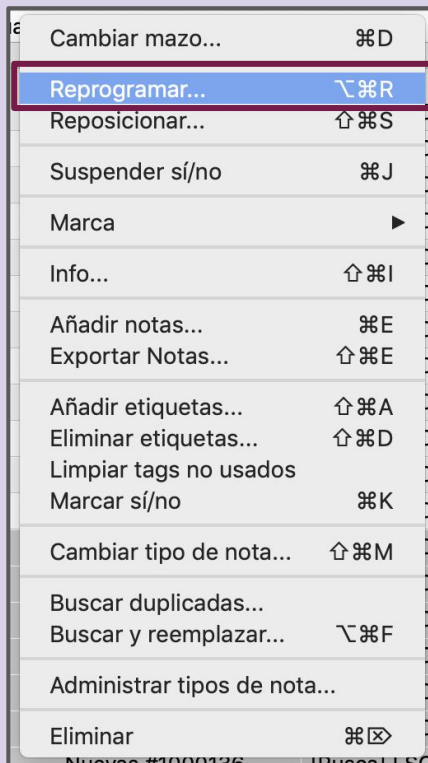 Cambiar mazo... ⌘D
Reprogramar... ⌥⌘R
Reposicionar... ⇧⌘S
Suspender sí/no ⌘J
Marca ▶
Info... ⇧⌘I
Añadir notas... ⌘E
Exportar Notas... ⇧⌘E
Añadir etiquetas... ⇧⌘A
Eliminar etiquetas... ⇧⌘D
Limpiar tags no usados
Marcar sí/no ⌘K
Cambiar tipo de nota... ⇧⌘M
Buscar duplicadas...
Buscar y reemplazar... ⌥⌘F
Administrar tipos de nota...
Eliminar ⌘⌦